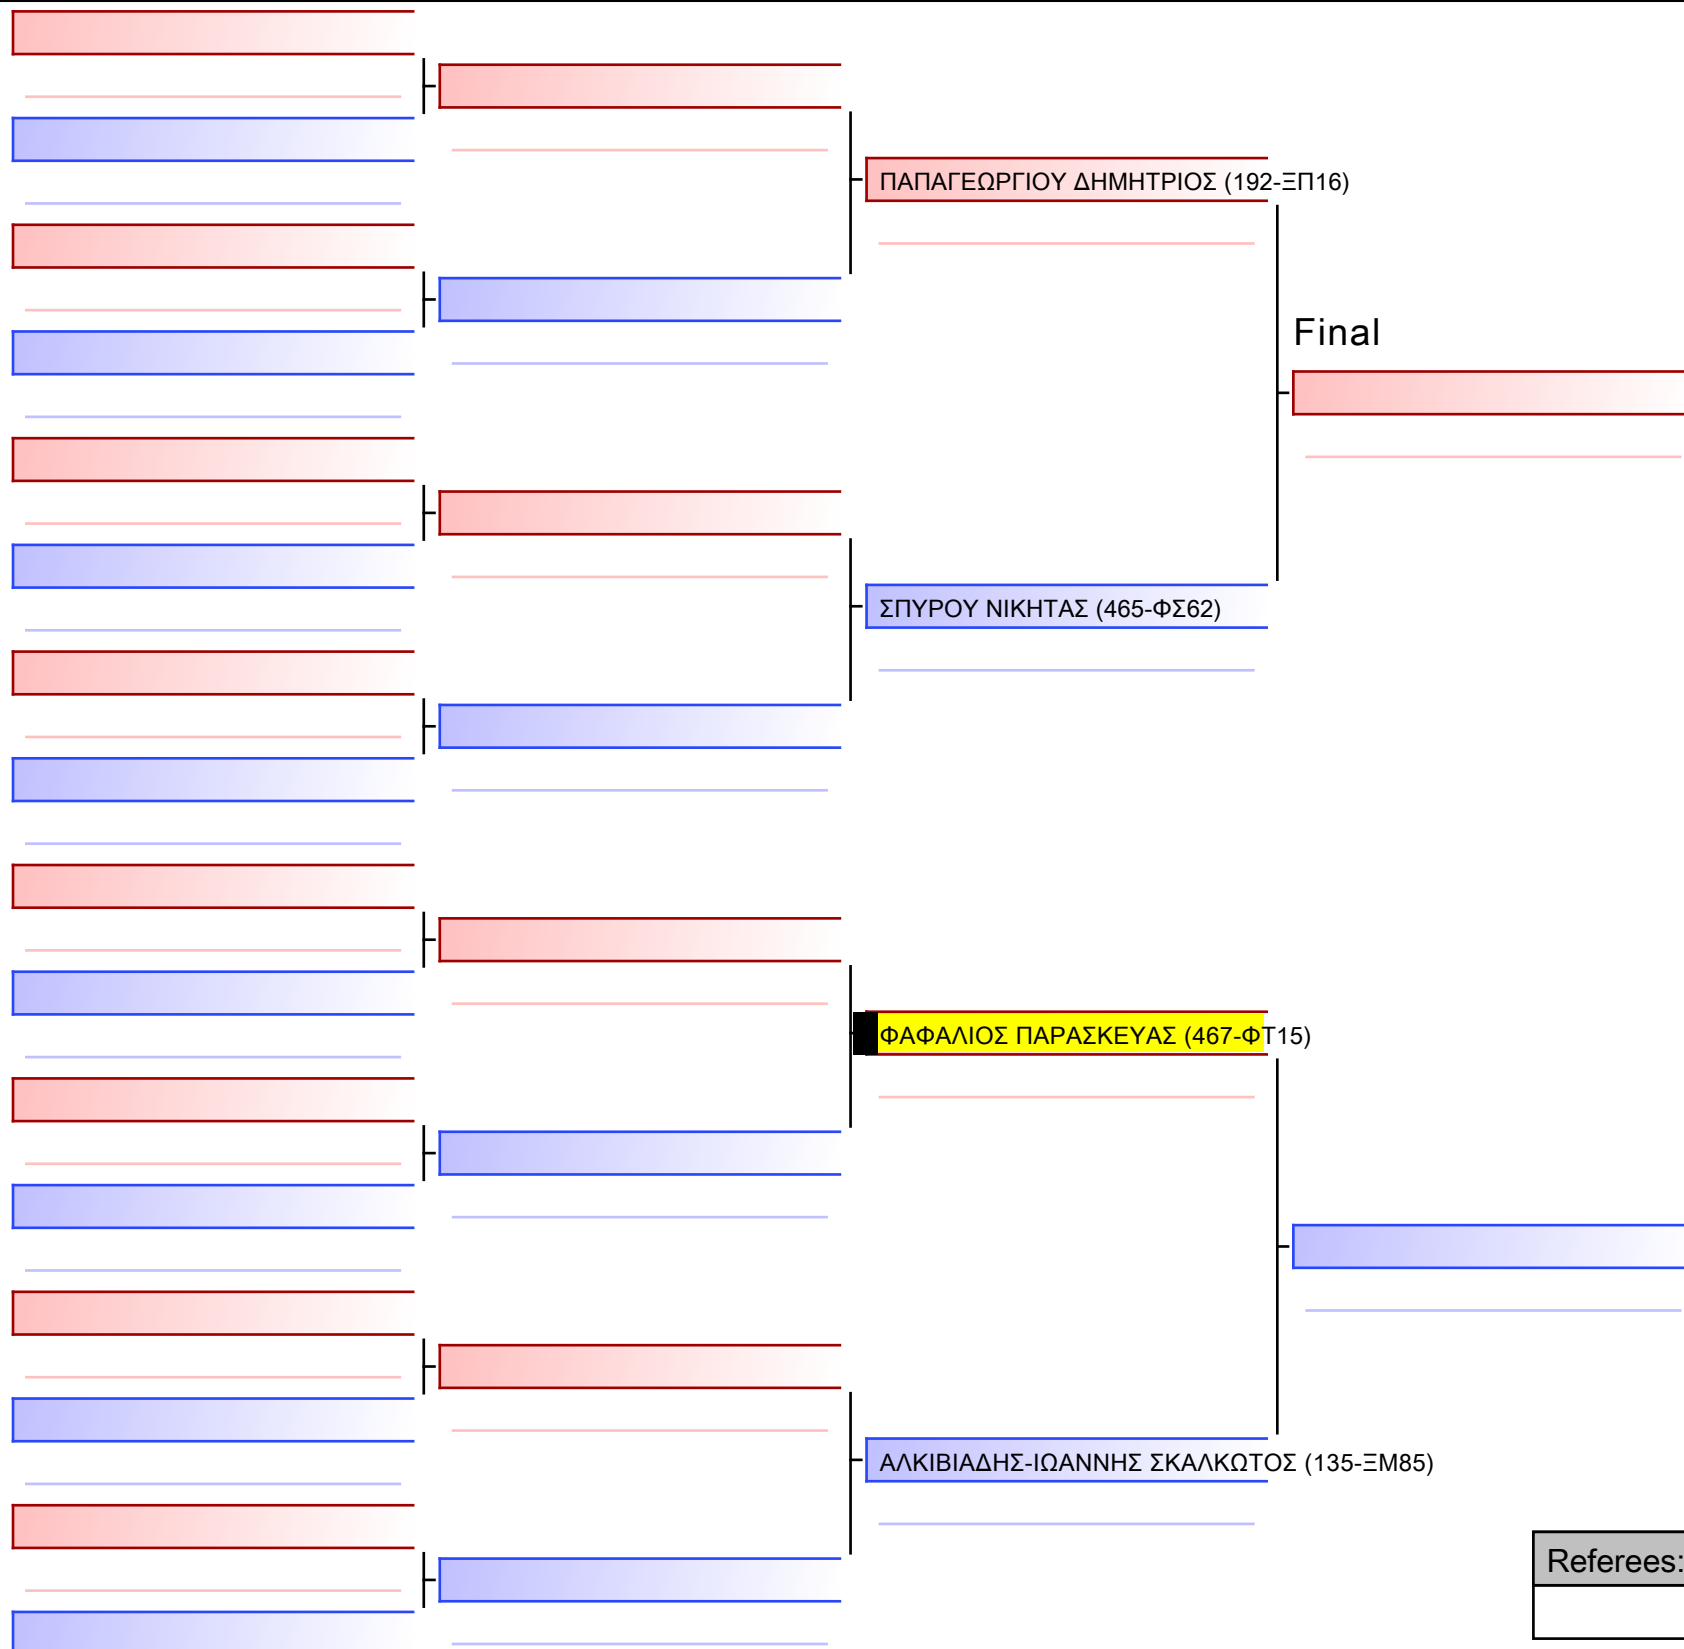 ΠΑΠΑΓΕΩΡΓΙΟΥ ΔΗΜΗΤΡΙΟΣ (192-ΞΠ16)
Final
ΣΠΥΡΟΥ ΝΙΚΗΤΑΣ (465-ΦΣ62)
ΦΑΦΑΛΙΟΣ ΠΑΡΑΣΚΕΥΑΣ (467-ΦΤ15)
ΑΛΚΙΒΙΑΔΗΣ-ΙΩΑΝΝΗΣ ΣΚΑΛΚΩΤΟΣ (135-ΞΜ85)
Referees: